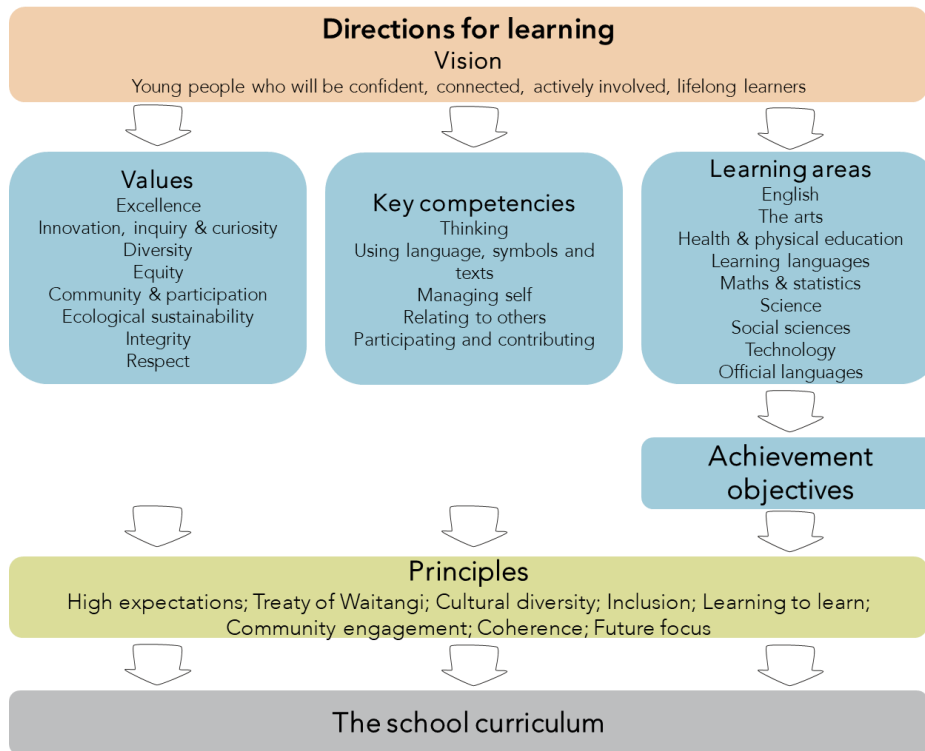 Directions for learning
Vision
Young people who will be confident, connected, actively involved, lifelong learners
Values
Excellence
Innovation, inquiry & curiosity
Diversity
Equity
Community & participation
Ecological sustainability
Integrity
Respect
Key competencies
Thinking
Using language, symbols and
texts
Managing self
Relating to others
Participating and contributing
Learning areas
English
The arts
Health & physical education
Learning languages
Maths & statistics
Science
Social sciences
Technology
Official languages
Achievement
objectives
Principles
High expectations; Treaty of Waitangi; Cultural diversity; Inclusion; Learning to learn;
Community engagement; Coherence; Future focus
The school curriculum